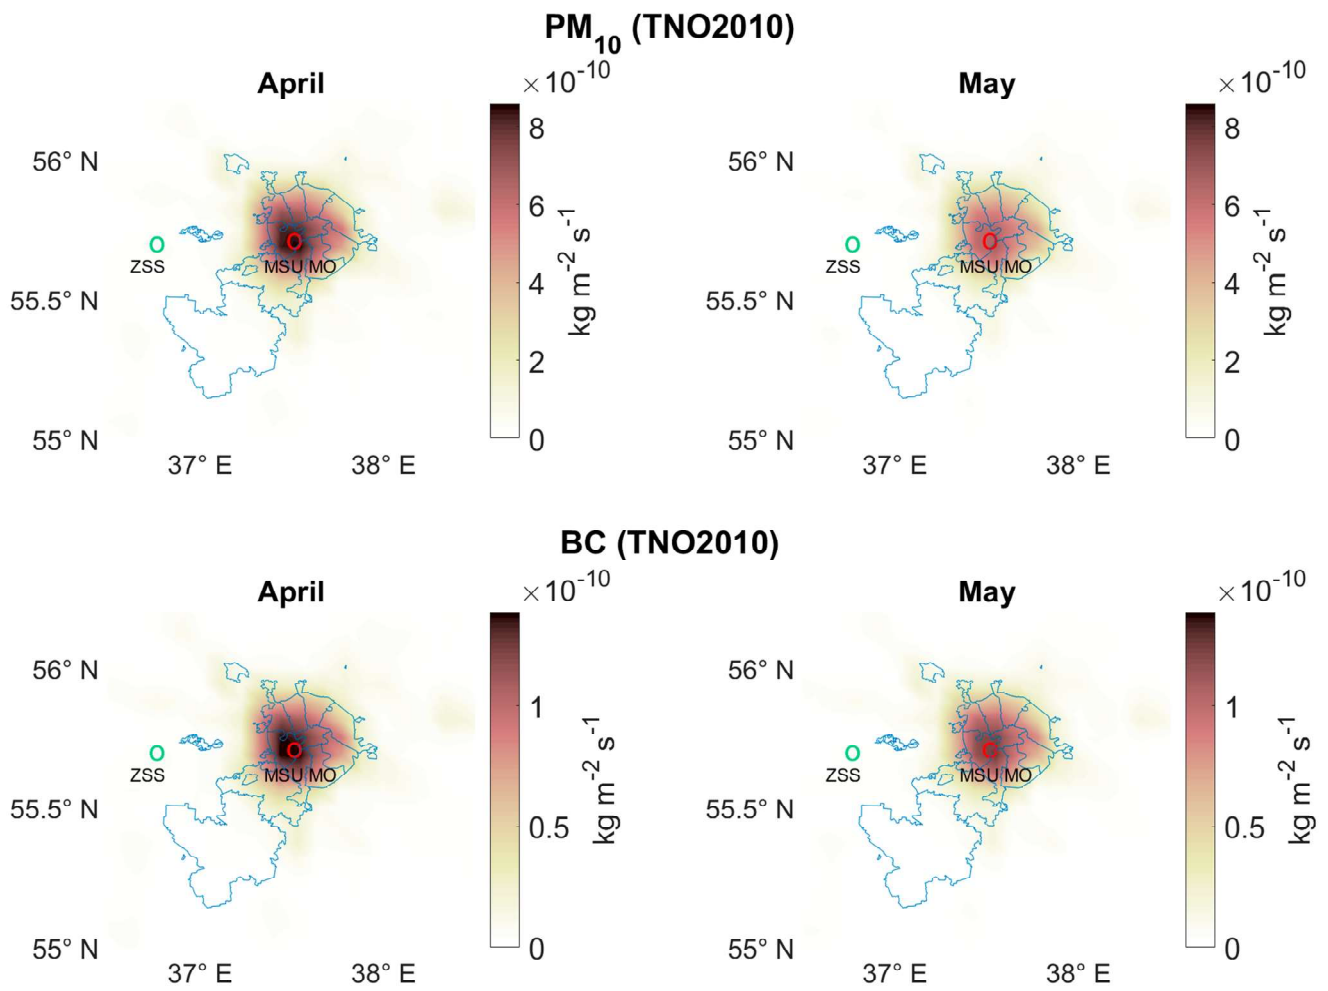 PM10 (TNO2010)
April
×10-10
56° N
55.5° N
55° N
37° E 38° E
ZSS
MSU MO
8
6
4
2
0
kg m-2 s-1
May
×10-10
56° N
55.5° N
55° N
37° E 38° E
ZSS
MSU MO
8
6
4
2
0
kg m-2 s-1
BC (TNO2010)
April
×10-10
56° N
55.5° N
55° N
37° E 38° E
ZSS
MSU MO
1
0.5
0
kg m-2 s-1
May
×10-10
56° N
55.5° N
55° N
37° E 38° E
ZSS
MSU MO
1
0.5
0
kg m-2 s-1